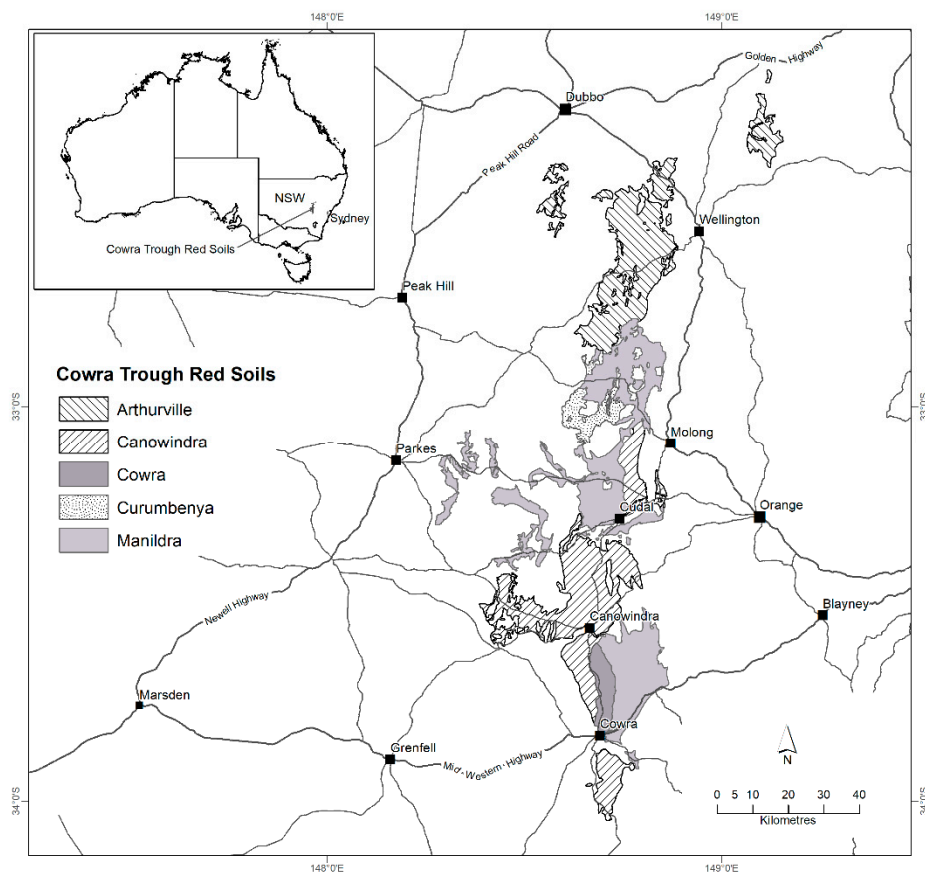 148°0'E
149°0'E
Golden - Highway
Dubbo
Peak Hill Road
NSW
Sydney
Cowra Trough Red Soils
Wellington
Peak Hill
Cowra Trough Red Soils
Arthurville
Canowindra
Cowra
Curumbenya
Manildra
33°0'S
33°0'S
Molong
Parkes
Cudal
Orange
Newell Highway
Blayney
Canowindra
Marsden
Cowra
Grenfell
Mid-Western-Highway
N
34°0'S
34°0'S
0 5 10 20 30 40
Kilometres
148°0'E
149°0'E